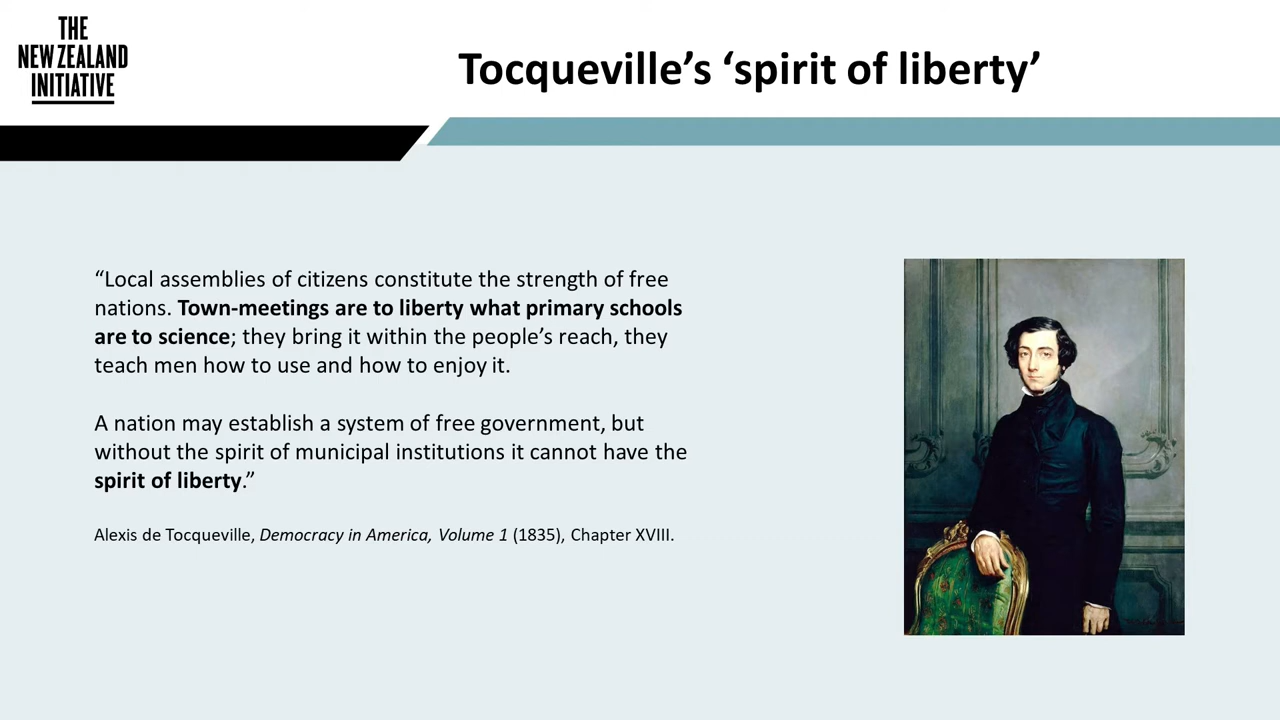 THE
NEW ZEALAND
INITIATIVE
Tocqueville’s ‘spirit of liberty’
“Local assemblies of citizens constitute the strength of free
nations. Town-meetings are to liberty what primary schools
are to science; they bring it within the people’s reach, they
teach men how to use and how to enjoy it.
A nation may establish a system of free government, but
without the spirit of municipal institutions it cannot have the
spirit of liberty.”
Alexis de Tocqueville, Democracy in America, Volume 1 (1835), Chapter XVIII.